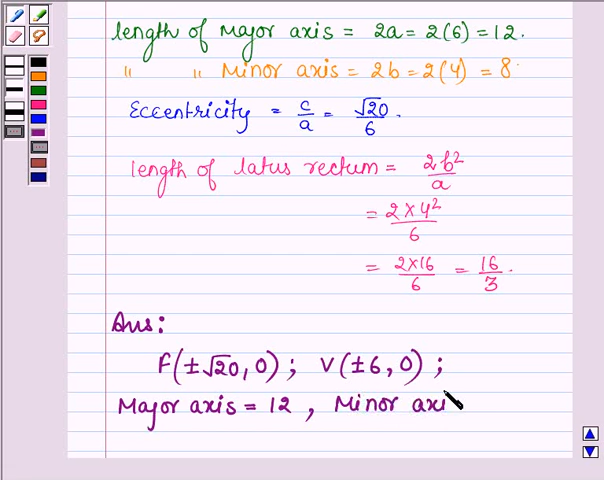 length of Major axis = 2a = 2(6) = 12.
" " Minor axis = 2b = 2(4) = 8.
Eccentricity = c/a = √20/6.
length of latus rectum = 2b²/a
= 2×4²/6
= 2×16/6 = 16/3.
Ans:
F(±√20, 0) ; V(±6, 0) ;
Major axis = 12 , Minor axi